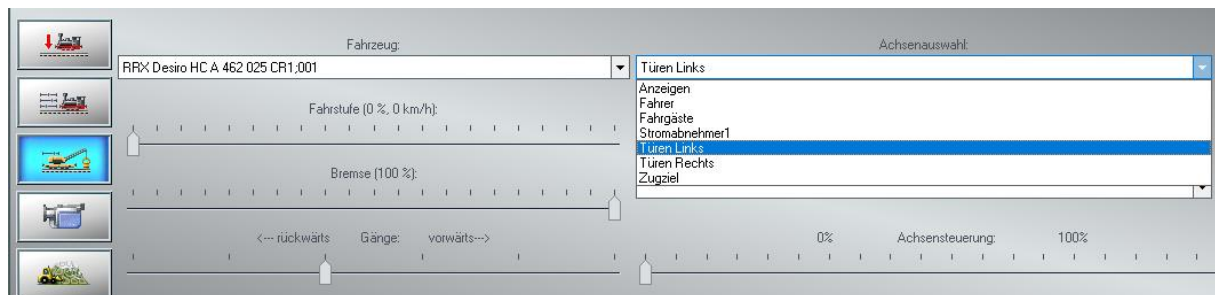 Fahrzeug:
Achsenauswahl:
RRX Desiro HC A 462 025 CR1;001
Türen Links
Anzeigen
Fahrer
Fahrgäste
Stromabnehmer1
Türen Links
Türen Rechts
Zugziel
Fahrstufe (0 %, 0 km/h):
Bremse (100 %):
<--- rückwärts Gänge: vorwärts--->
0% Achsensteuerung: 100%